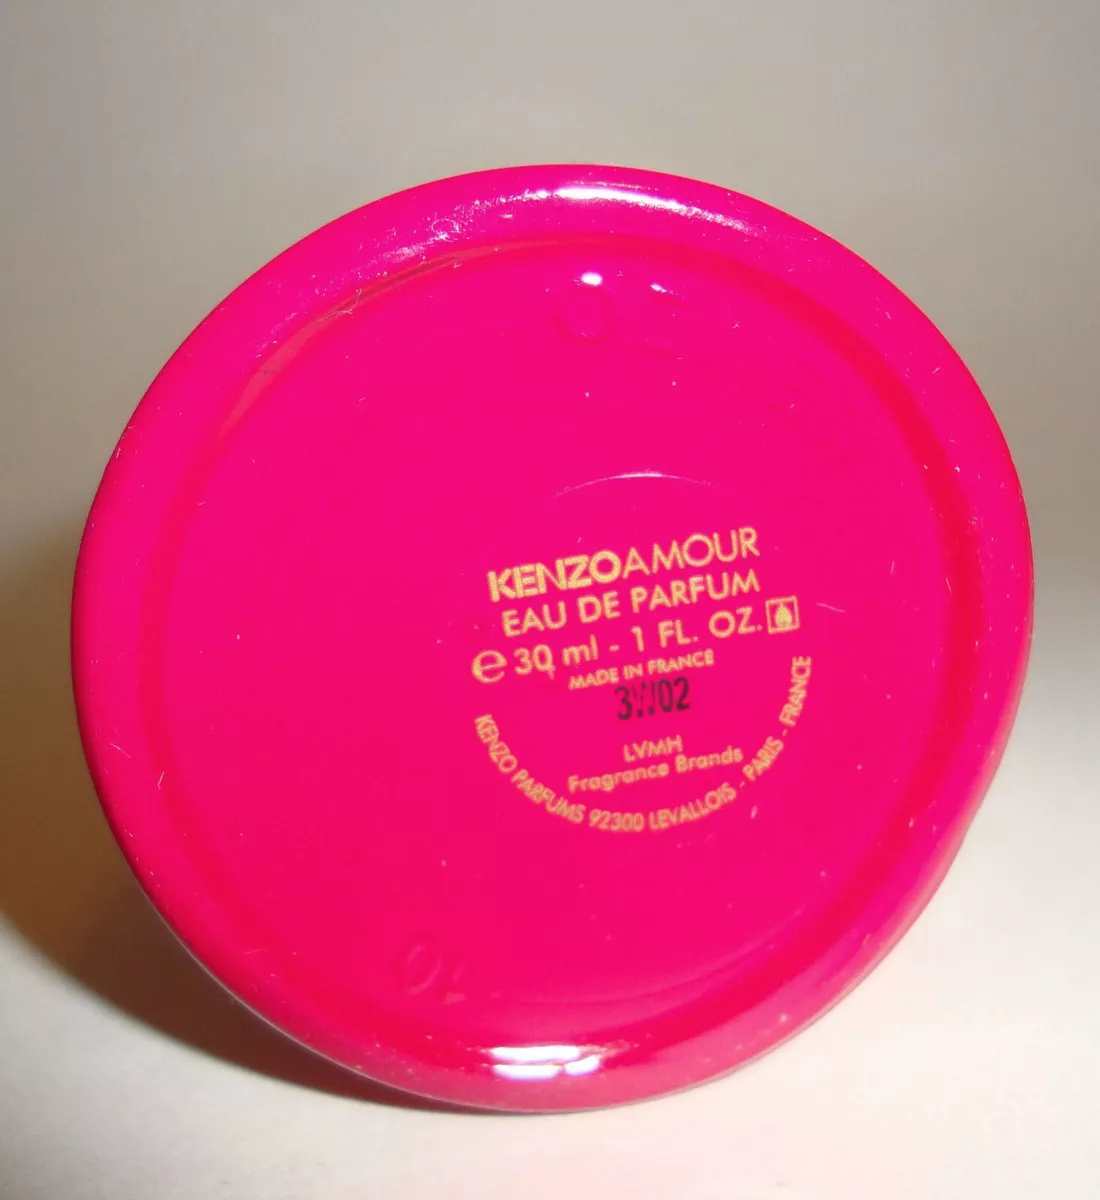 KENZOAMOUR
EAU DE PARFUM
℮ 30 ml - 1 FL. OZ.
MADE IN FRANCE
3W02
LVMH
Fragrance Brands
KENZO PARFUMS 92300 LEVALLOIS - PARIS - FRANCE